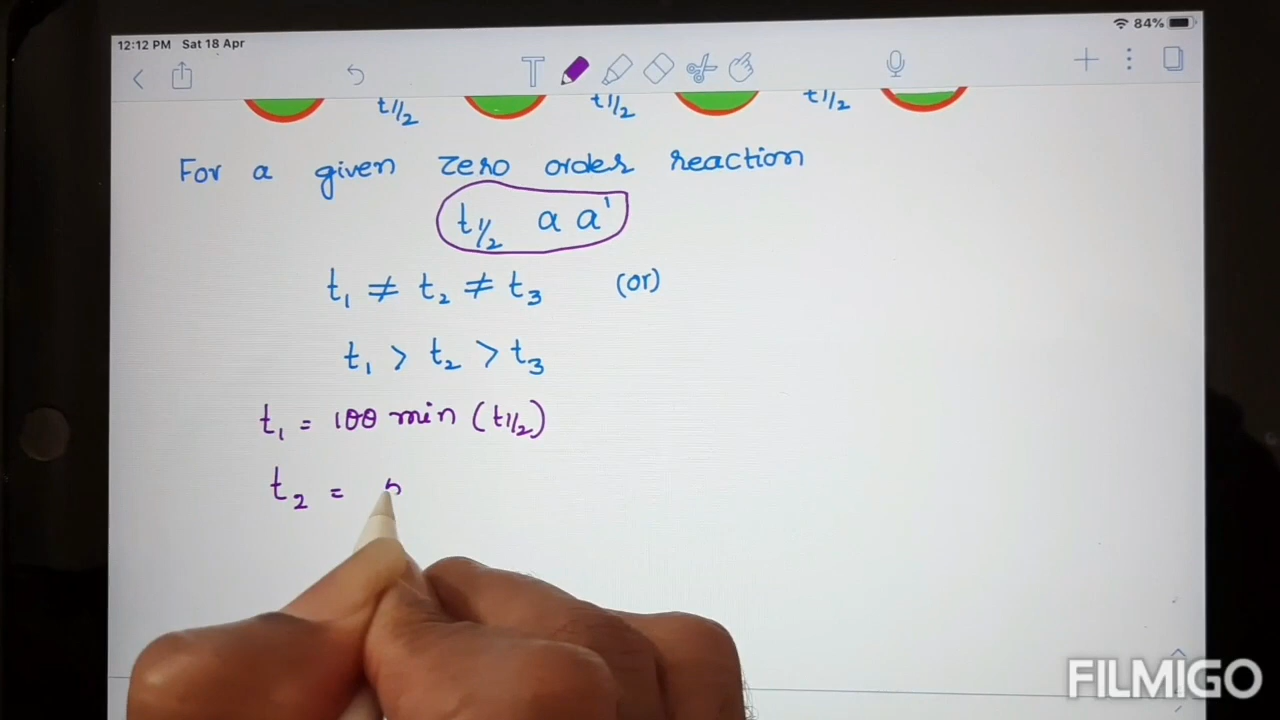 12:12 PM Sat 18 Apr 84%
T
t1/2 t1/2 t1/2
For a given zero order reaction
t1/2 α a¹
t₁ ≠ t₂ ≠ t₃ (or)
t₁ > t₂ > t₃
t₁ = 100 min (t1/2)
t₂ =
FILMIGO